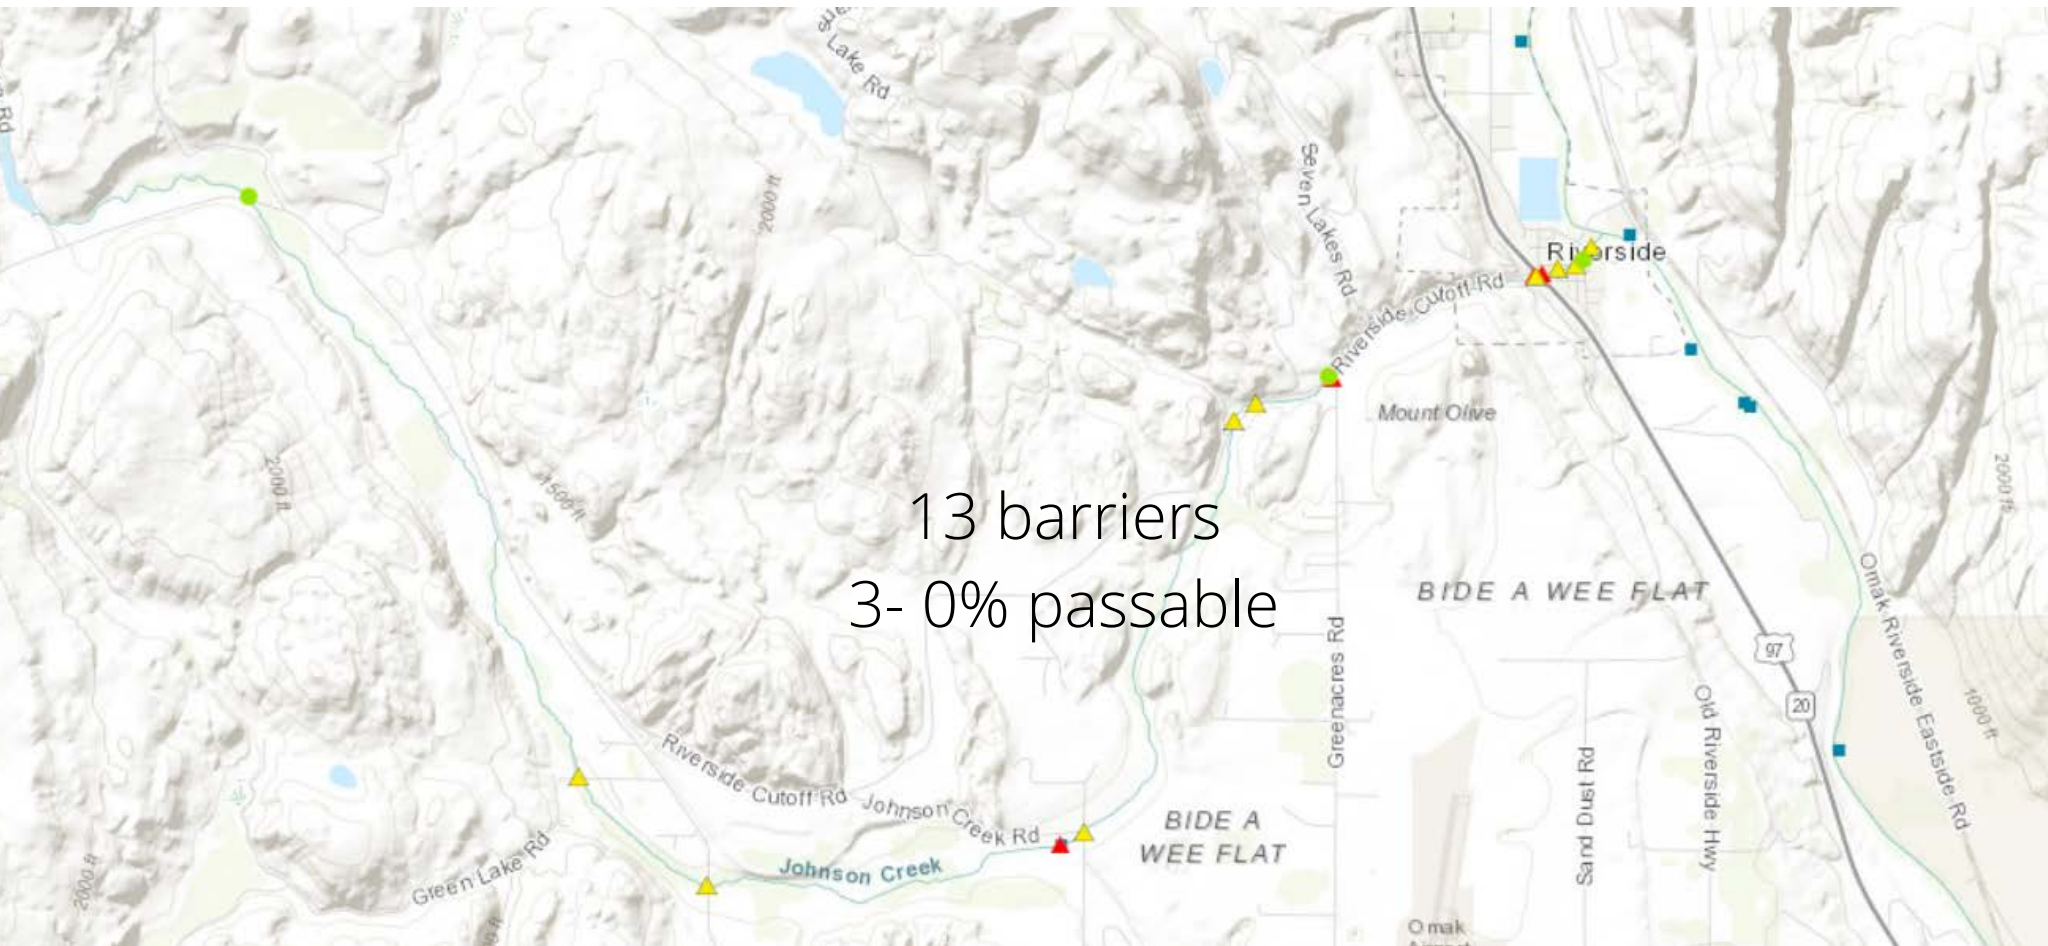 Lake Rd
Rd
2000 ft
Seven Lakes Rd
Riverside
Riverside Cutoff Rd
Mount Olive
2000 ft
1500 ft
2000 ft
13 barriers
3- 0% passable
BIDE A WEE FLAT
Omak Riverside Eastside Rd
Greenacres Rd
97
20
Old Riverside Hwy
1000 ft
Sand Dust Rd
Riverside Cutoff Rd
Johnson Creek Rd
BIDE A
WEE FLAT
Johnson Creek
Green Lake Rd
2000 ft
Omak